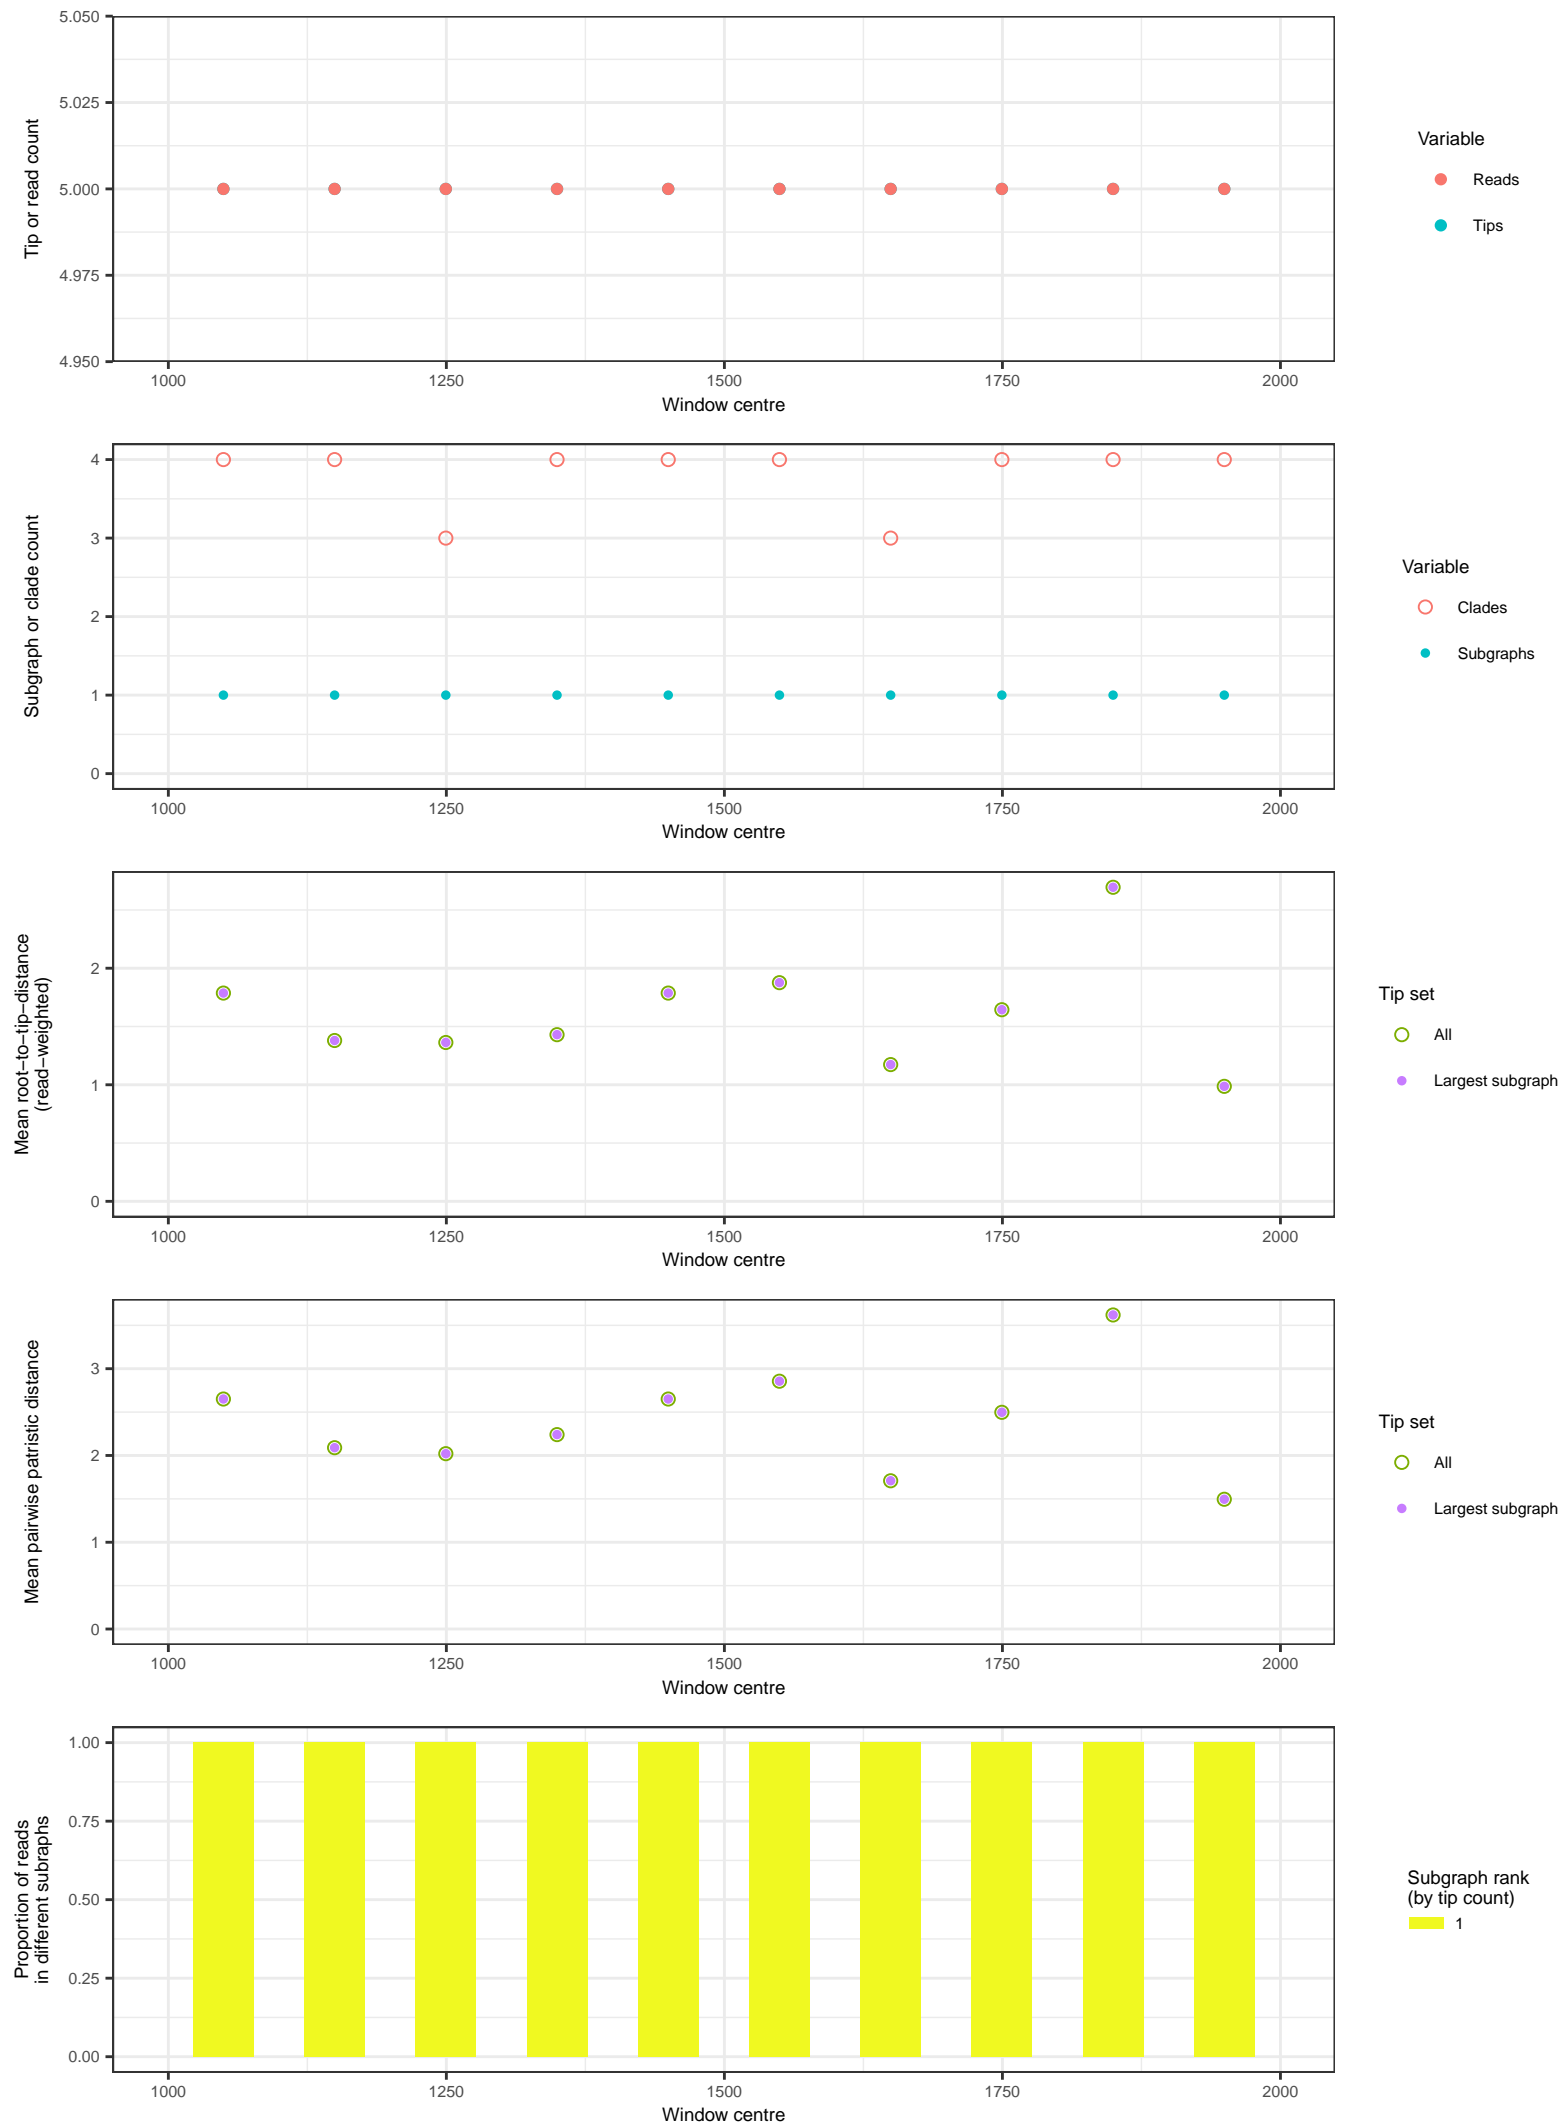 5.050
5.025
5.000
4.975
4.950
Tip or read count
1000 1250 1500 1750 2000
Window centre
Variable
Reads
Tips
4
3
2
1
0
Subgraph or clade count
1000 1250 1500 1750 2000
Window centre
Variable
Clades
Subgraphs
2
1
0
Mean root−to−tip−distance
(read−weighted)
1000 1250 1500 1750 2000
Window centre
Tip set
All
Largest subgraph
3
2
1
0
Mean pairwise patristic distance
1000 1250 1500 1750 2000
Window centre
Tip set
All
Largest subgraph
1.00
0.75
0.50
0.25
0.00
Proportion of reads
in different subraphs
1000 1250 1500 1750 2000
Window centre
Subgraph rank
(by tip count)
1